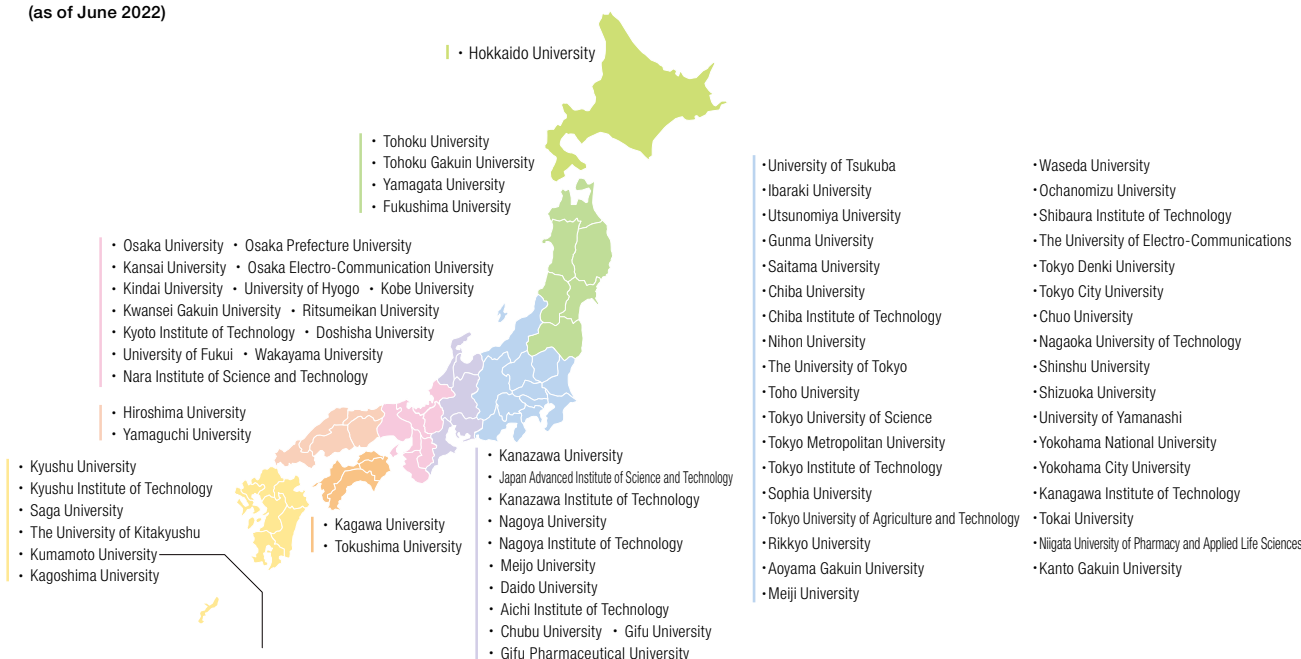 (as of June 2022)
・ Hokkaido University
・ Tohoku University
・ Tohoku Gakuin University
・ Yamagata University
・ Fukushima University
・ Osaka University ・ Osaka Prefecture University
・ Kansai University ・ Osaka Electro-Communication University
・ Kindai University ・ University of Hyogo ・ Kobe University
・ Kwansei Gakuin University ・ Ritsumeikan University
・ Kyoto Institute of Technology ・ Doshisha University
・ University of Fukui ・ Wakayama University
・ Nara Institute of Science and Technology
・ Hiroshima University
・ Yamaguchi University
・ Kyushu University
・ Kyushu Institute of Technology
・ Saga University
・ The University of Kitakyushu
・ Kumamoto University
・ Kagoshima University
・ Kagawa University
・ Tokushima University
・ Kanazawa University
・ Japan Advanced Institute of Science and Technology
・ Kanazawa Institute of Technology
・ Nagoya University
・ Nagoya Institute of Technology
・ Meijo University
・ Daido University
・ Aichi Institute of Technology
・ Chubu University ・ Gifu University
・ Gifu Pharmaceutical University
・University of Tsukuba
・Ibaraki University
・Utsunomiya University
・Gunma University
・Saitama University
・Chiba University
・Chiba Institute of Technology
・Nihon University
・The University of Tokyo
・Toho University
・Tokyo University of Science
・Tokyo Metropolitan University
・Tokyo Institute of Technology
・Sophia University
・Tokyo University of Agriculture and Technology
・Rikkyo University
・Aoyama Gakuin University
・Meiji University
・Waseda University
・Ochanomizu University
・Shibaura Institute of Technology
・The University of Electro-Communications
・Tokyo Denki University
・Tokyo City University
・Chuo University
・Nagaoka University of Technology
・Shinshu University
・Shizuoka University
・University of Yamanashi
・Yokohama National University
・Yokohama City University
・Kanagawa Institute of Technology
・Tokai University
・Niigata University of Pharmacy and Applied Life Sciences
・Kanto Gakuin University